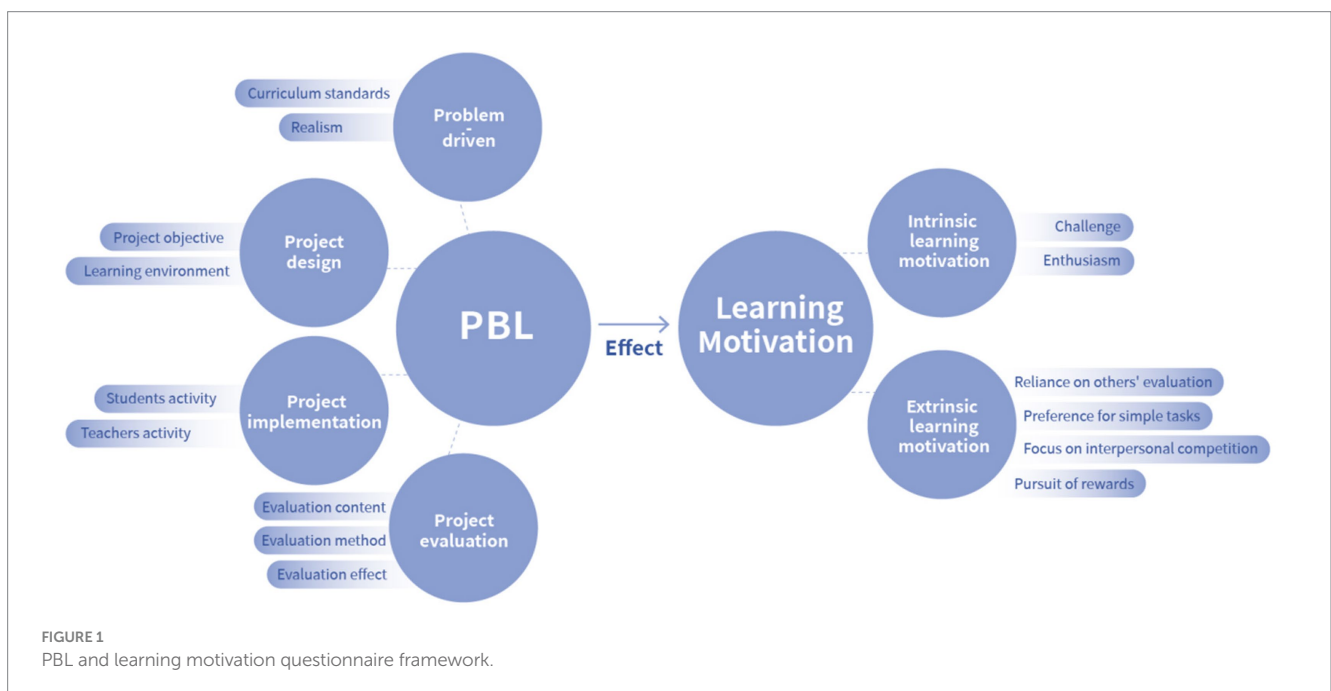 Curriculum standards
Realism
Problem
-
driven
Project objective
Learning environment
Project
design
Students activity
Teachers activity
Project
implementation
Evaluation content
Evaluation method
Evaluation effect
Project
evaluation
PBL
Effect
Learning
Motivation
Intrinsic
learning
motivation
Challenge
Enthusiasm
Extrinsic
learning
motivation
Reliance on others' evaluation
Preference for simple tasks
Focus on interpersonal competition
Pursuit of rewards
FIGURE 1
PBL and learning motivation questionnaire framework.